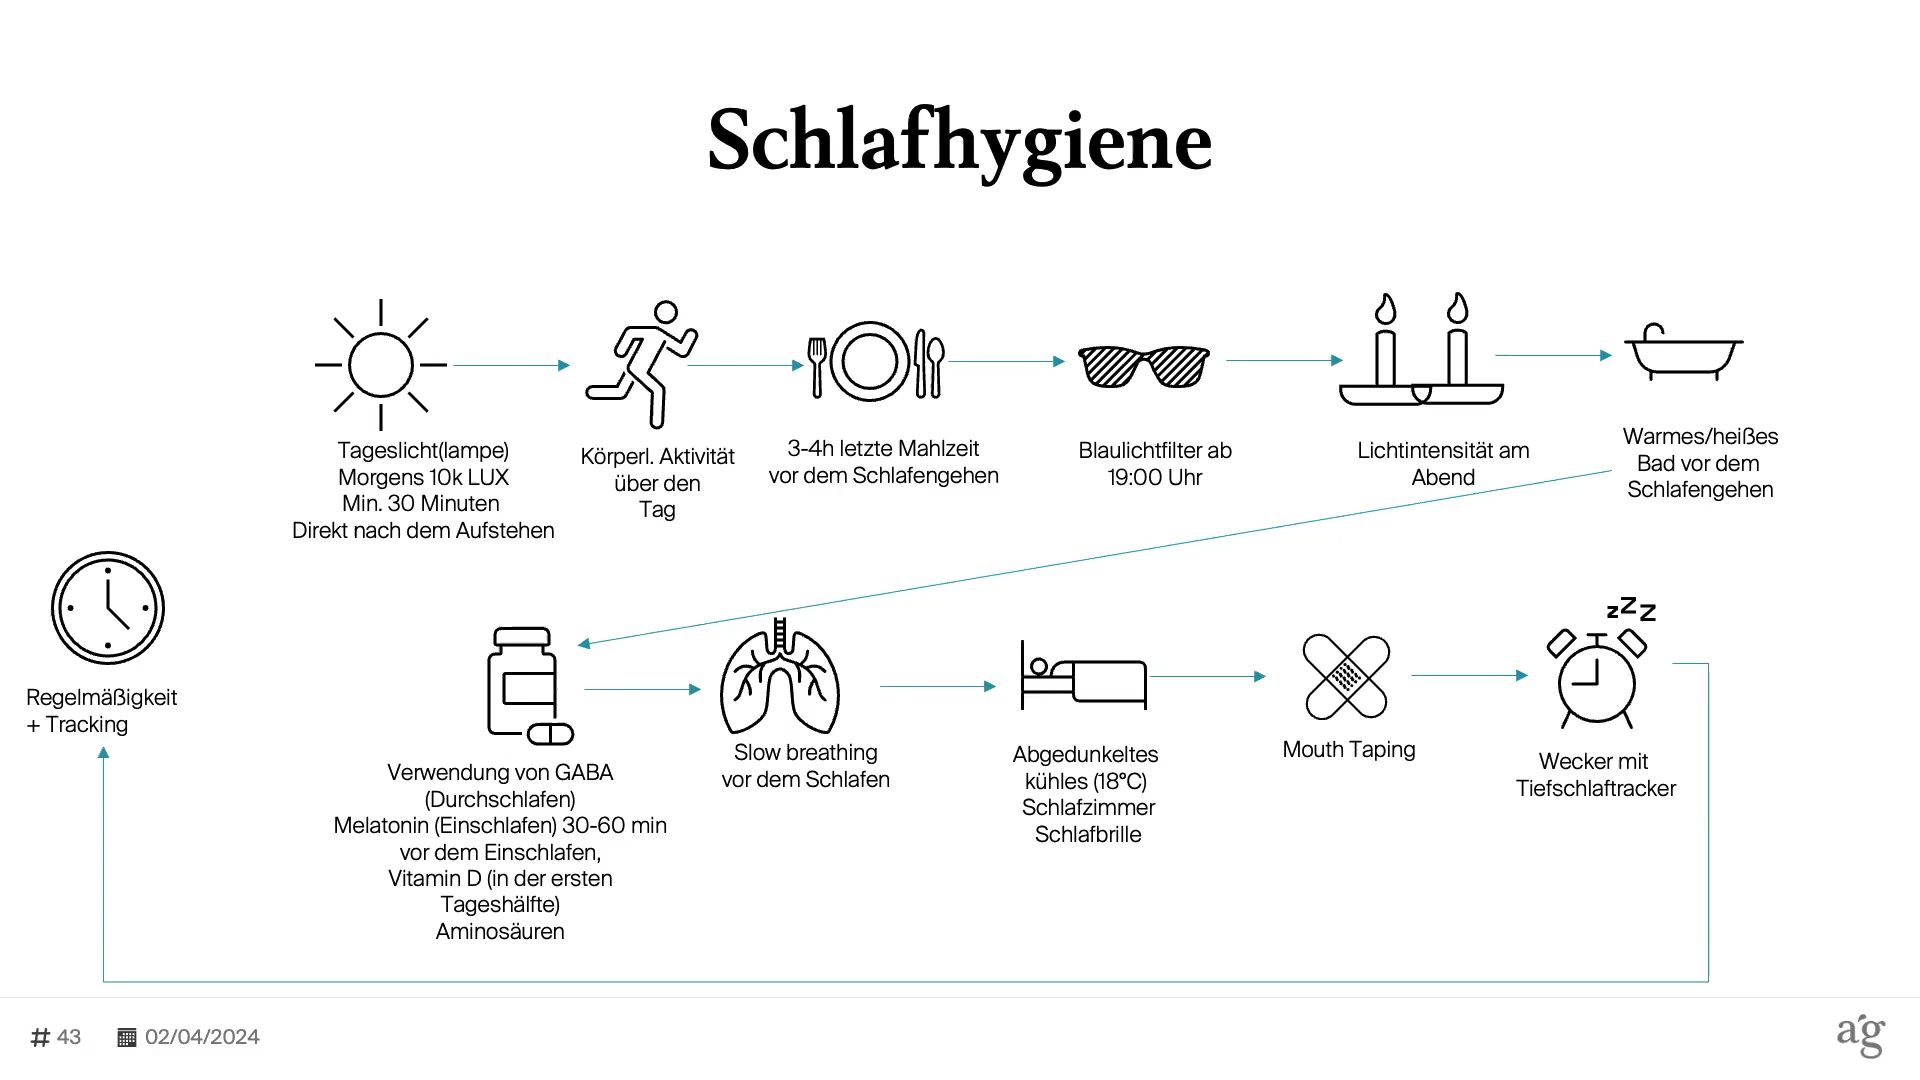 Schlafhygiene
Tageslicht(lampe)
Morgens 10k LUX
Min. 30 Minuten
Direkt nach dem Aufstehen
Körperl. Aktivität
über den
Tag
3-4h letzte Mahlzeit
vor dem Schlafengehen
Blaulichtfilter ab
19:00 Uhr
Lichtintensität am
Abend
Warmes/heißes
Bad vor dem
Schlafengehen
Regelmäßigkeit
+ Tracking
Verwendung von GABA
(Durchschlafen)
Melatonin (Einschlafen) 30-60 min
vor dem Einschlafen,
Vitamin D (in der ersten
Tageshälfte)
Aminosäuren
Slow breathing
vor dem Schlafen
Abgedunkeltes
kühles (18°C)
Schlafzimmer
Schlafbrille
Mouth Taping
zZZ
Wecker mit
Tiefschlaftracker
# 43
02/04/2024
ag